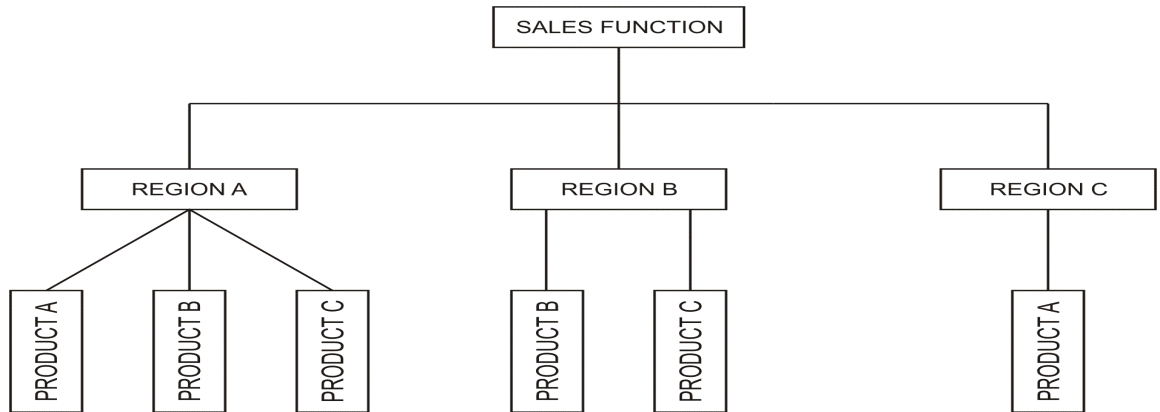 SALES FUNCTION
REGION A
REGION B
REGION C
PRODUCT A
PRODUCT B
PRODUCT C
PRODUCT B
PRODUCT C
PRODUCT A